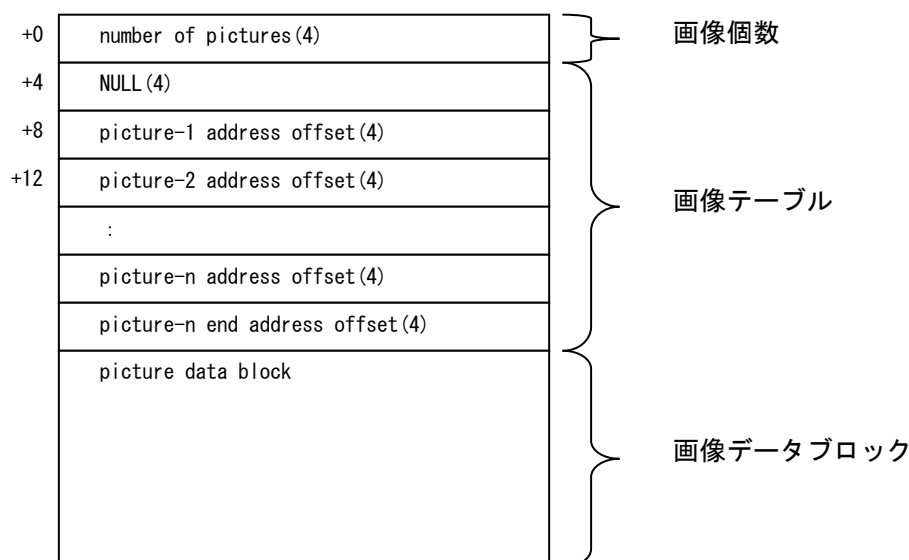 +0 number of pictures(4) 画像個数
+4 NULL(4)
+8 picture-1 address offset(4)
+12 picture-2 address offset(4) 画像テーブル
:
picture-n address offset(4)
picture-n end address offset(4)
picture data block
画像データブロック